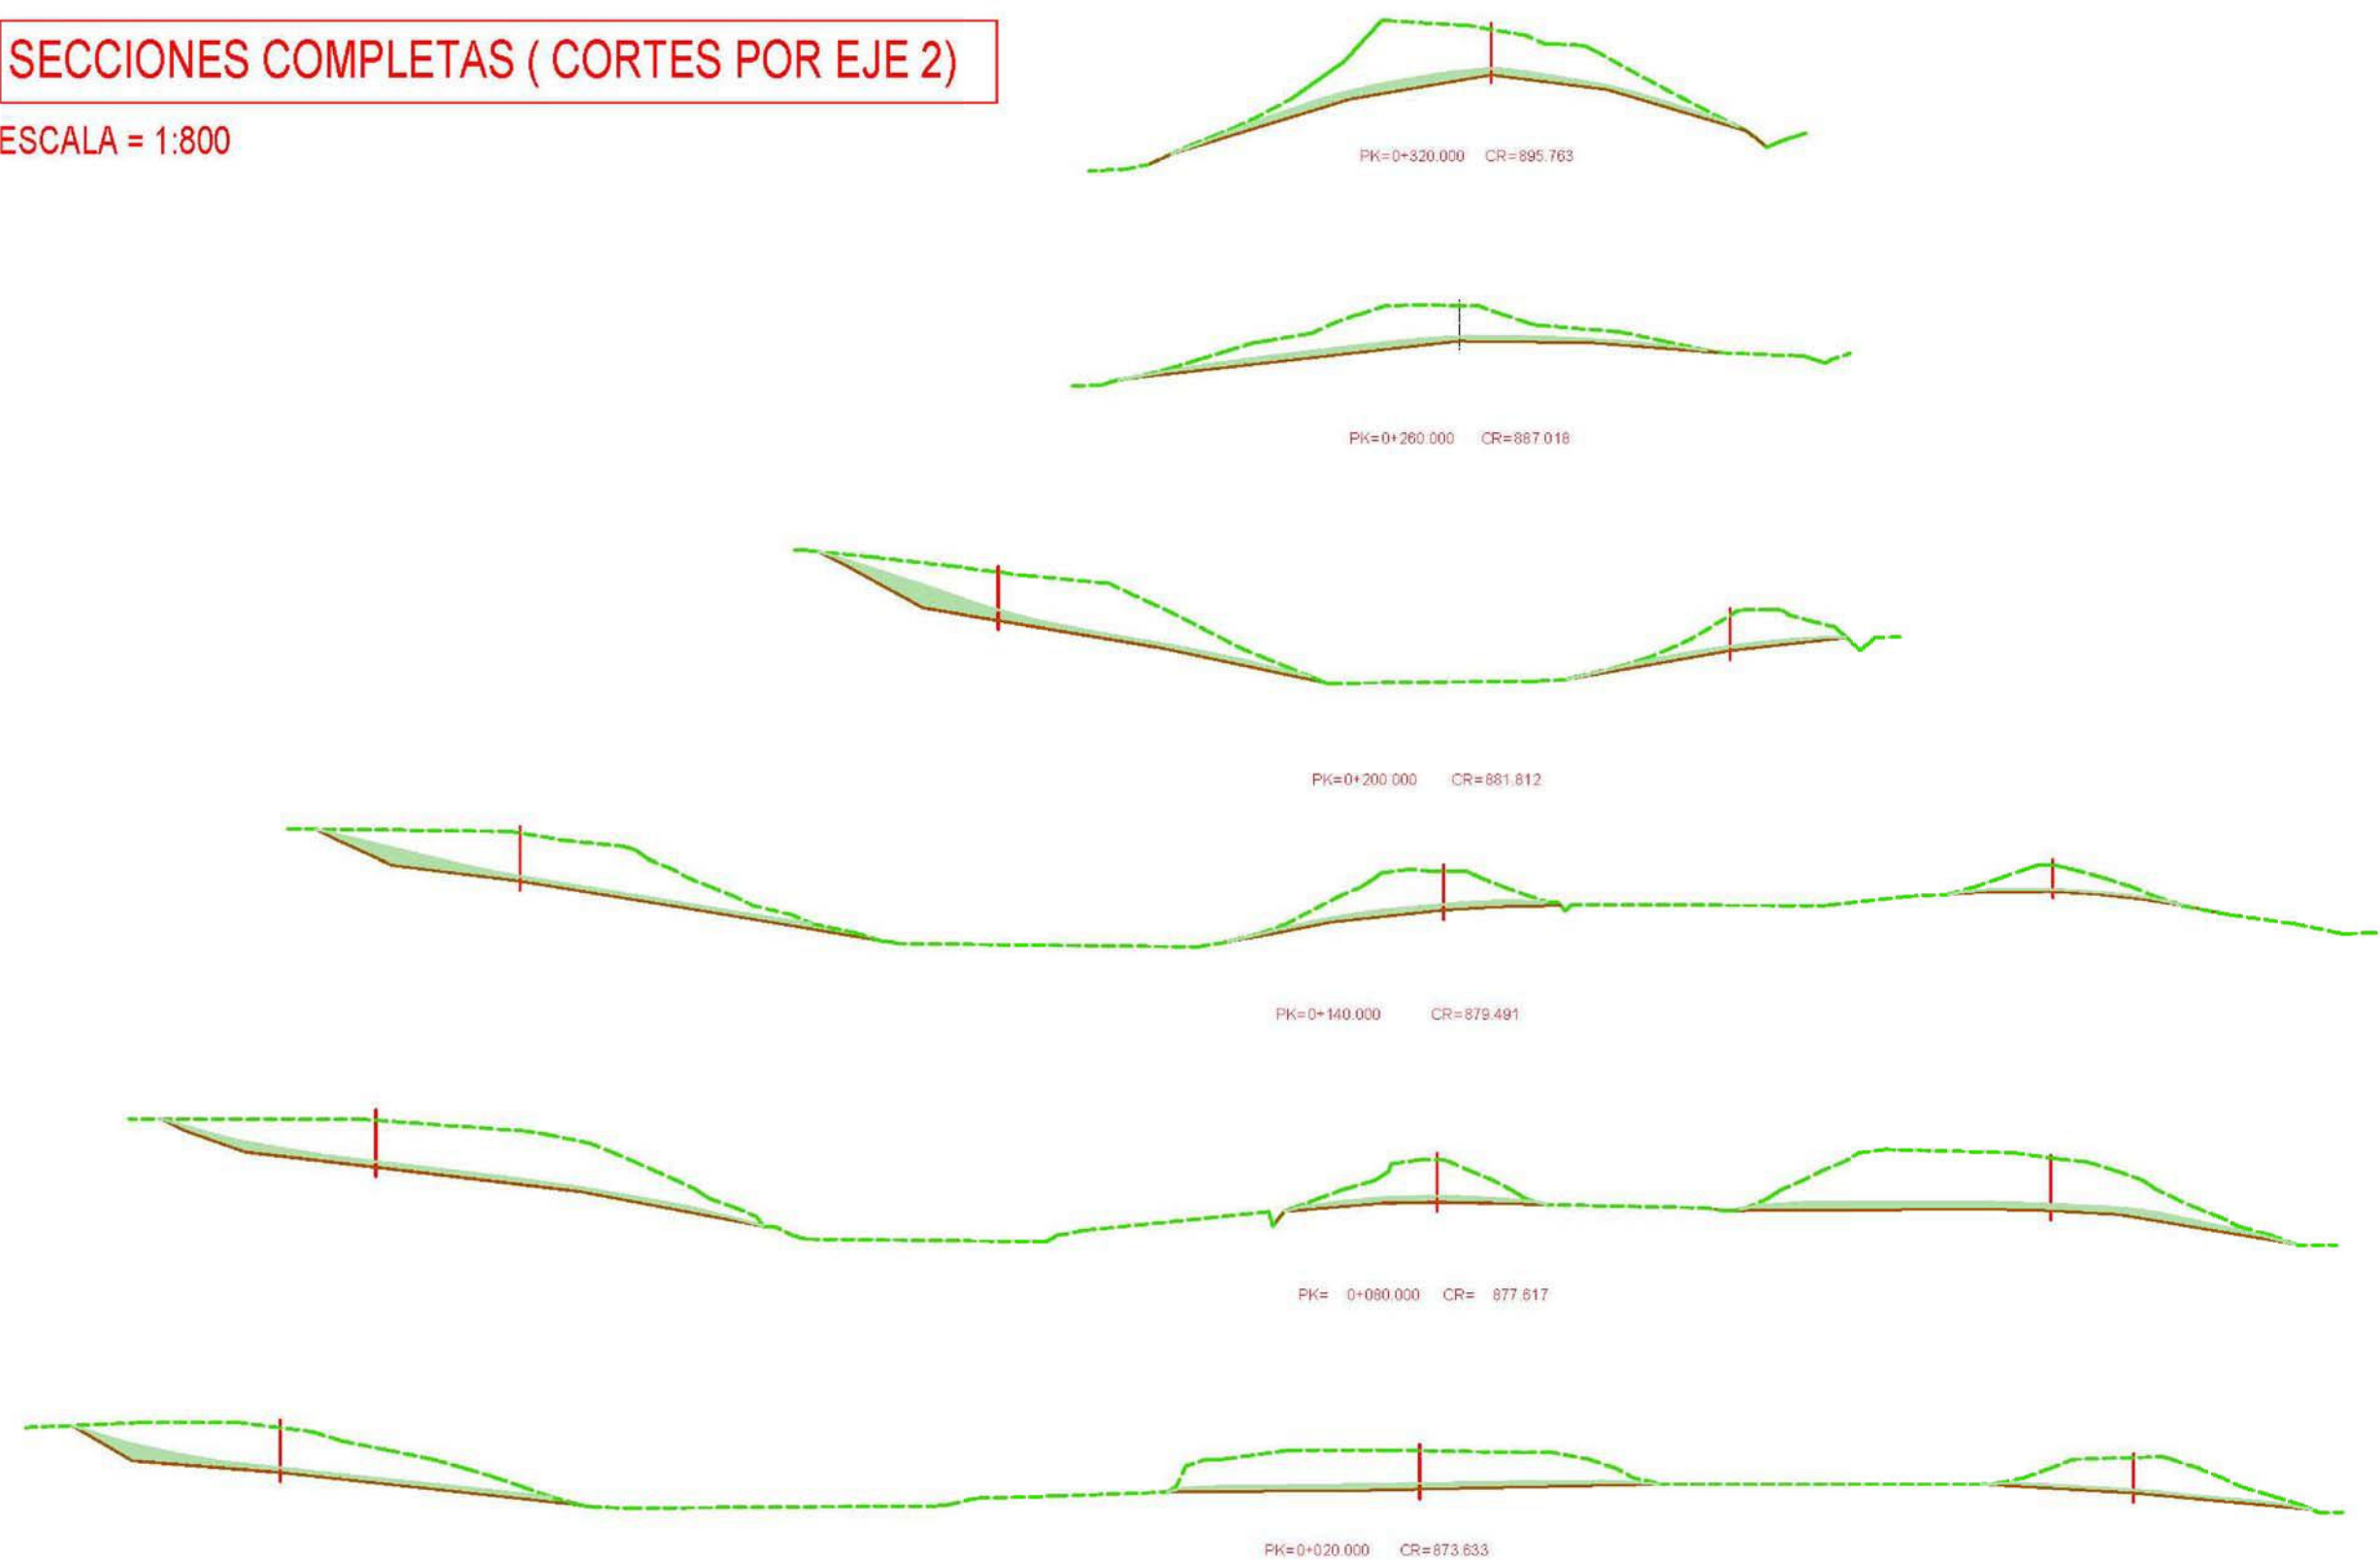 SECCIONES COMPLETAS ( CORTES POR EJE 2)
ESCALA = 1:800
PK=0+320.000 CR=895.763
PK=0+260.000 CR=887.018
PK=0+200.000 CR=881.812
PK=0+140.000 CR=879.491
PK= 0+080.000 CR= 877.617
PK=0+020.000 CR=873.633